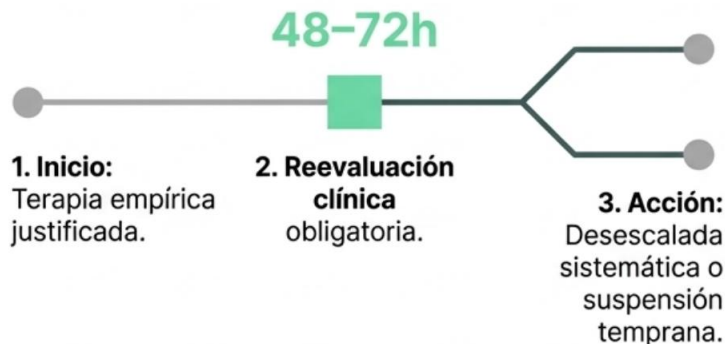 48–72h
1. Inicio:
Terapia empírica
justificada.
2. Reevaluación
clínica
obligatoria.
3. Acción:
Desescalada
sistemática o
suspensión
temprana.